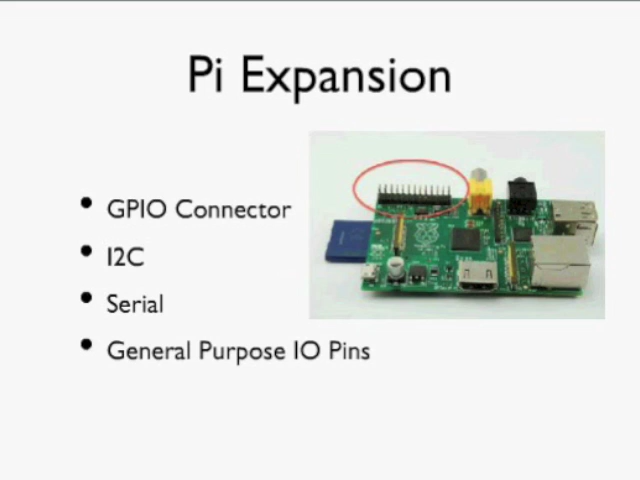 Pi Expansion
GPIO Connector
I2C
Serial
General Purpose IO Pins